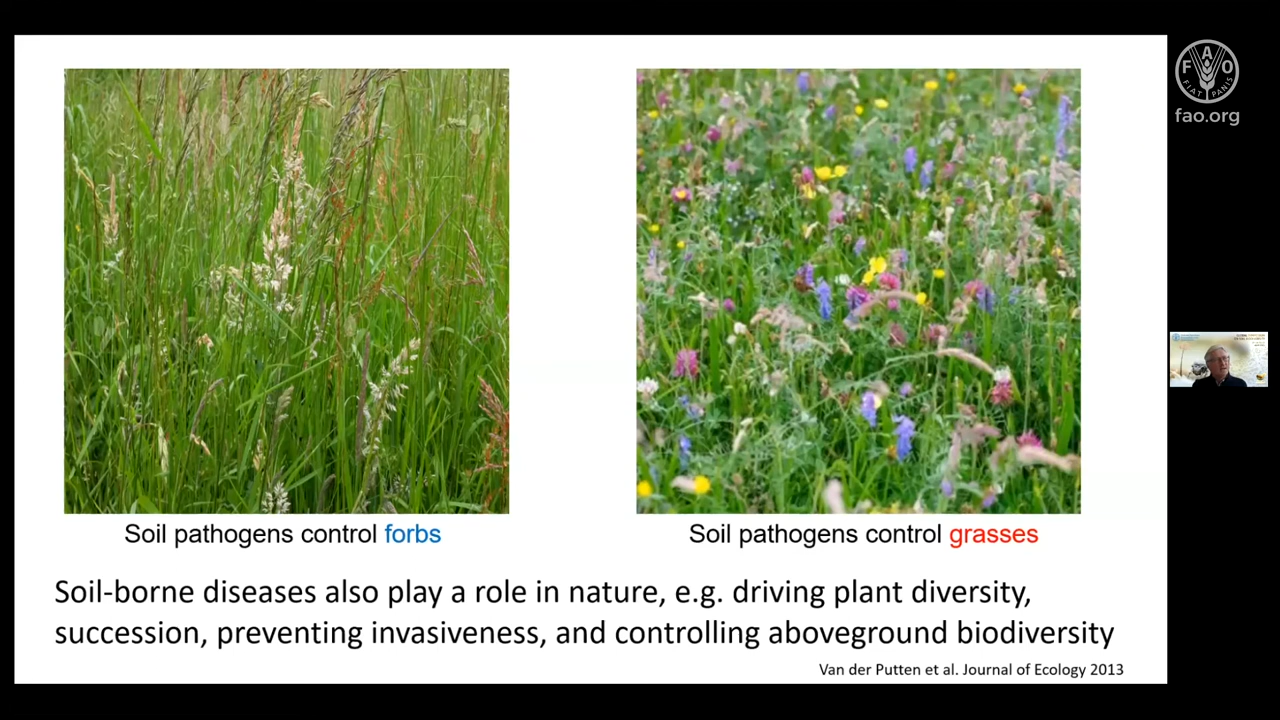 FAO
FIAT PANIS
fao.org
Soil pathogens control forbs
Soil pathogens control grasses
Soil-borne diseases also play a role in nature, e.g. driving plant diversity,
succession, preventing invasiveness, and controlling aboveground biodiversity
Van der Putten et al. Journal of Ecology 2013